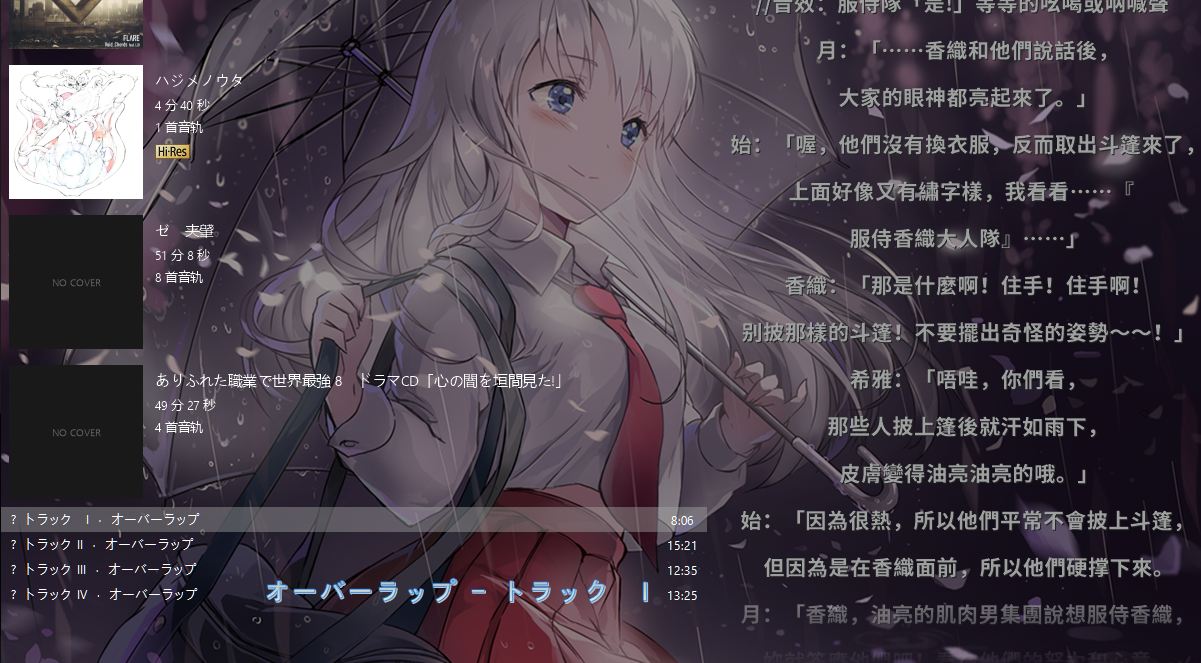 FLARE
ハジメノウタ
4 分 40 秒
1 首音轨
Hi-Res
NO COVER
ゼ 夫肇
51 分 8 秒
8 首音轨
NO COVER
ありふれた職業で世界最強 8 ドラマCD「心の闇を垣間見た!」
49 分 27 秒
4 首音轨
? トラック Ⅰ · オーバーラップ 8:06
? トラック Ⅱ · オーバーラップ 15:21
? トラック Ⅲ · オーバーラップ 12:35
? トラック Ⅳ · オーバーラップ 13:25
オーバーラップ - トラック Ⅰ
//音效：服侍隊「是!」等等的吆喝或吶喊聲
月：「……香織和他們說話後，
大家的眼神都亮起來了。」
始：「喔，他們沒有換衣服，反而取出斗篷來了，
上面好像又有繡字樣，我看看……『
服侍香織大人隊』……」
香織：「那是什麼啊！住手！住手啊！
別披那樣的斗篷！不要擺出奇怪的姿勢～～！」
希雅：「唔哇，你們看，
那些人披上篷後就汗如雨下，
皮膚變得油亮油亮的哦。」
始：「因為很熱，所以他們平常不會披上斗篷，
但因為是在香織面前，所以他們硬撑下來。
月：「香織，油亮的肌肉男集團說想服侍香織，